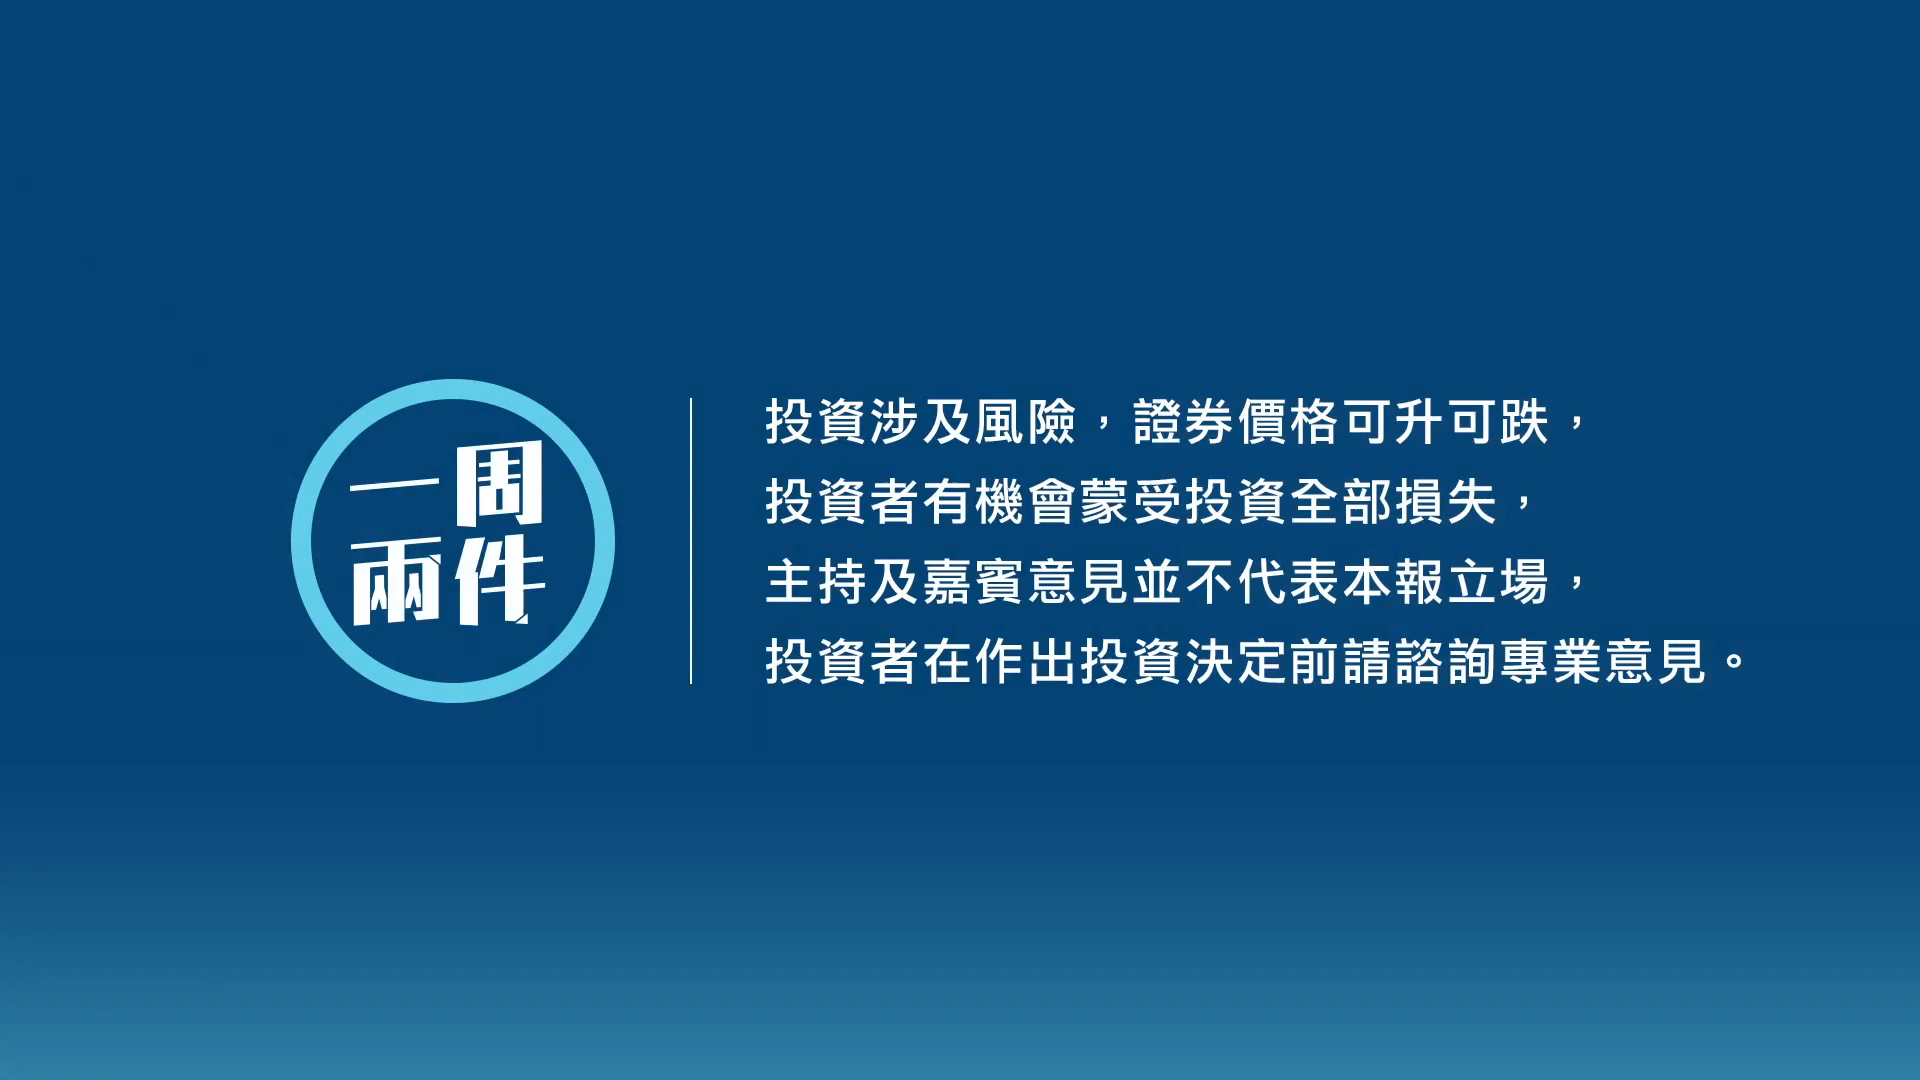 一周
兩件
投資涉及風險，證券價格可升可跌，
投資者有機會蒙受投資全部損失，
主持及嘉賓意見並不代表本報立場，
投資者在作出投資決定前請諮詢專業意見。